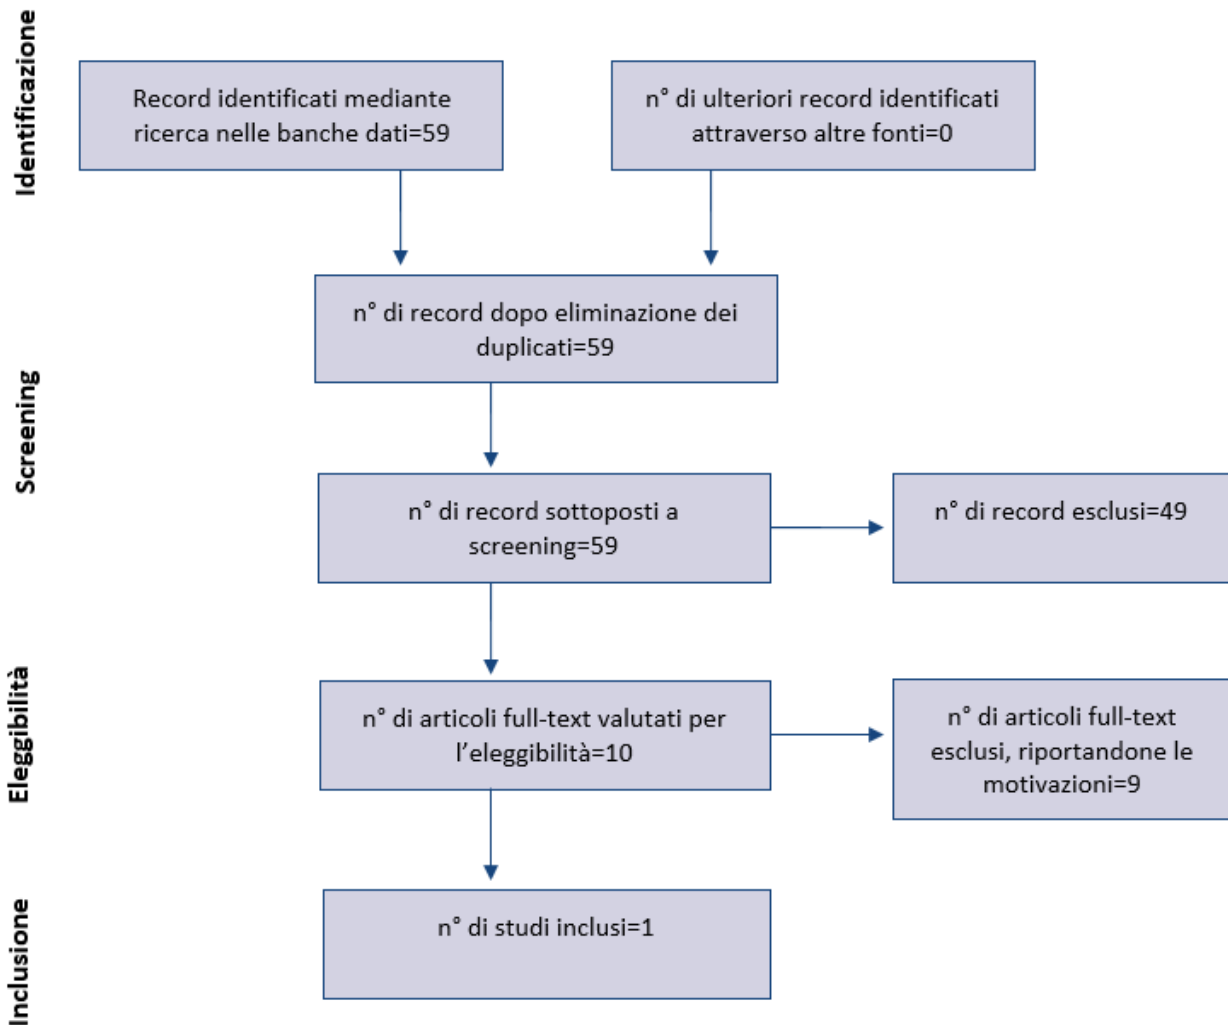 Identificazione
Record identificati mediante
ricerca nelle banche dati=59
n° di ulteriori record identificati
attraverso altre fonti=0
Screening
n° di record dopo eliminazione dei
duplicati=59
n° di record sottoposti a
screening=59
n° di record esclusi=49
Eleggibilità
n° di articoli full-text valutati per
l'eleggibilità=10
n° di articoli full-text
esclusi, riportandone le
motivazioni=9
Inclusione
n° di studi inclusi=1